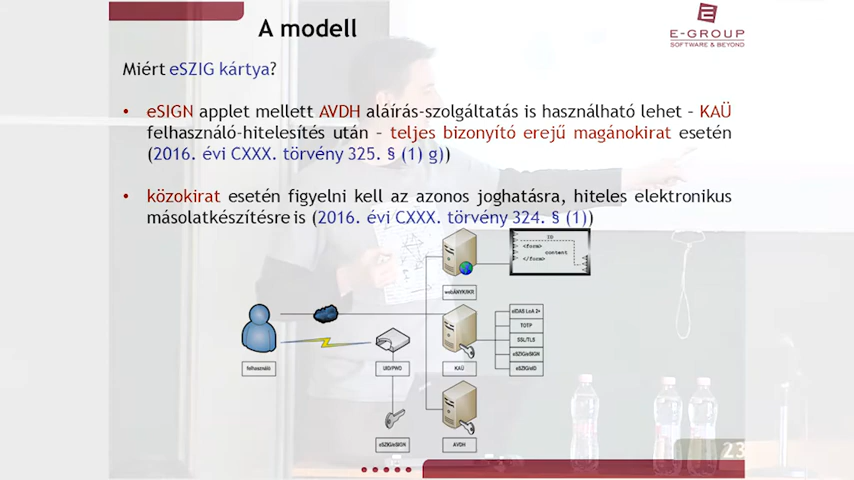 A modell
E-GROUP
SOFTWARE & BEYOND
Miért eSZIG kártya?
• eSIGN applet mellett AVDH aláírás-szolgáltatás is használható lehet – KAÜ
felhasználó-hitelesítés után – teljes bizonyító erejű magánokirat esetén
(2016. évi CXXX. törvény 325. § (1) g))
• közokirat esetén figyelni kell az azonos joghatásra, hiteles elektronikus
másolatkészítésre is (2016. évi CXXX. törvény 324. § (1))
ID
<form>
content
</form>
eIDAS LoA 2+
TOTP
SSL/TLS
eSZIG/eSIGN
eSZIG/eID
felhasználó
UID/PWD
KAÜ
eSZIG/eSIGN
AVDH
23